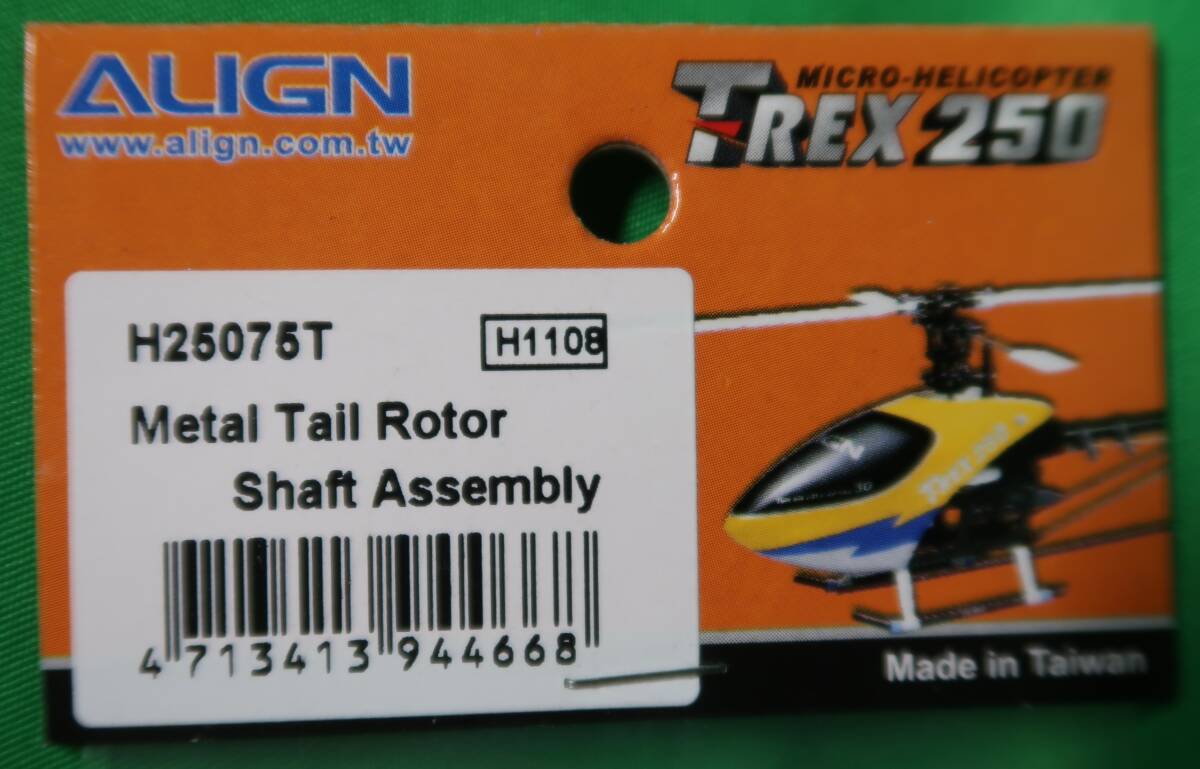 ALIGN
www.align.com.tw
MICRO-HELICOPTER
T-REX 250
H25075T
H1108
Metal Tail Rotor
Shaft Assembly
4 713413 944668
Made in Taiwan